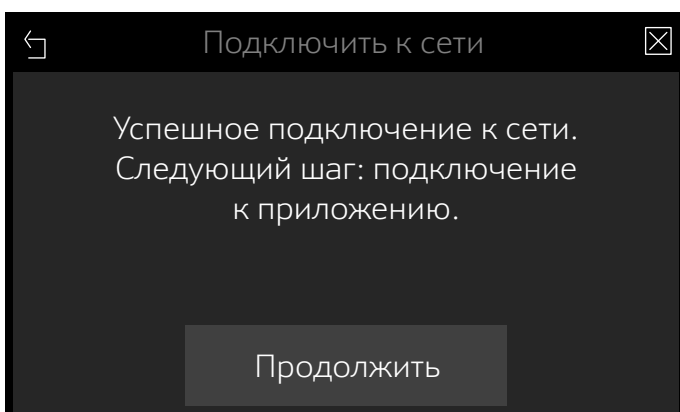 Подключить к сети
Успешное подключение к сети.
Следующий шаг: подключение
к приложению.
Продолжить